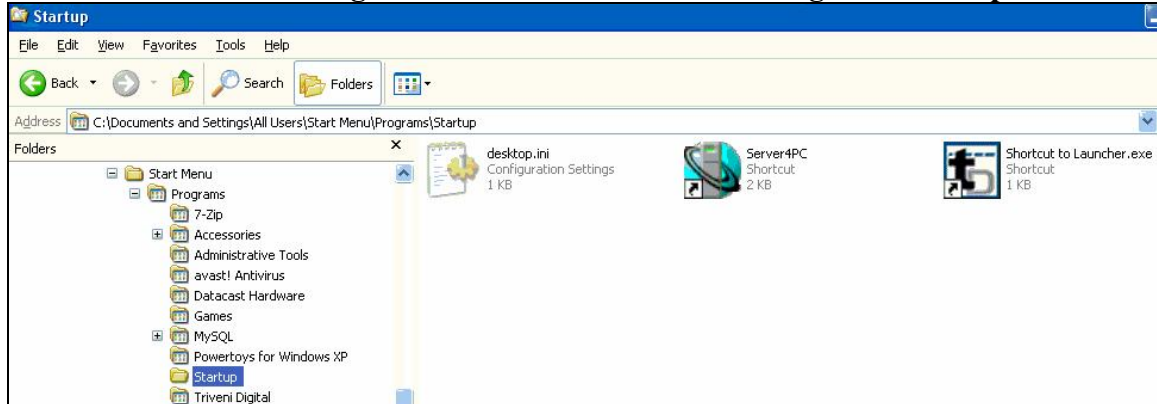 Startup
File Edit View Favorites Tools Help
Back Search Folders
Address C:\Documents and Settings\All Users\Start Menu\Programs\Startup
Folders
Start Menu
Programs
7-Zip
Accessories
Administrative Tools
avast! Antivirus
Datacast Hardware
Games
MySQL
Powertoys for Windows XP
Startup
Triveni Digital
desktop.ini
Configuration Settings
1 KB
Server4PC
Shortcut
2 KB
Shortcut to Launcher.exe
Shortcut
1 KB